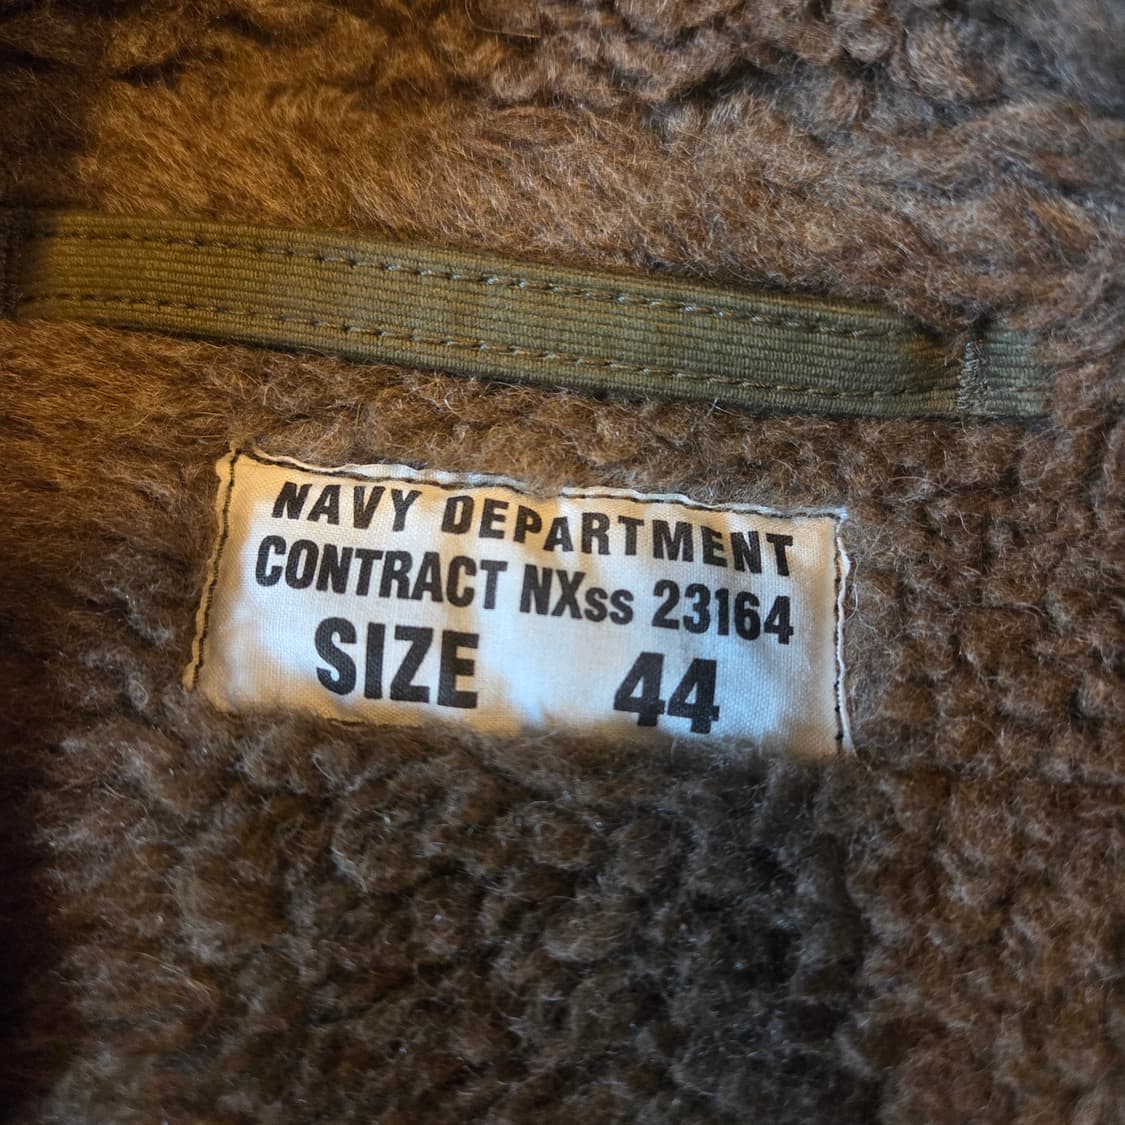 NAVY DEPARTMENT
CONTRACT NXss 23164
SIZE 44